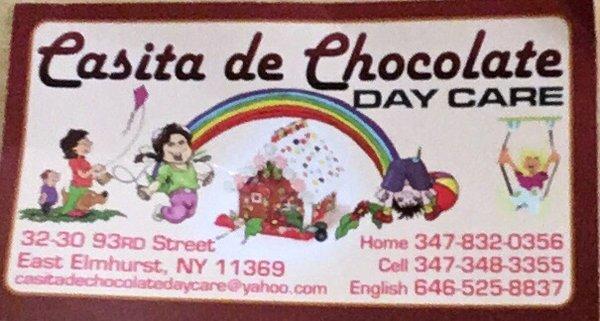 Casita de Chocolate
DAY CARE
32-30 93RD Street
East Elmhurst, NY 11369
casitadechocolatedaycare@yahoo.com
Home 347-832-0356
Cell 347-348-3355
English 646-525-8837